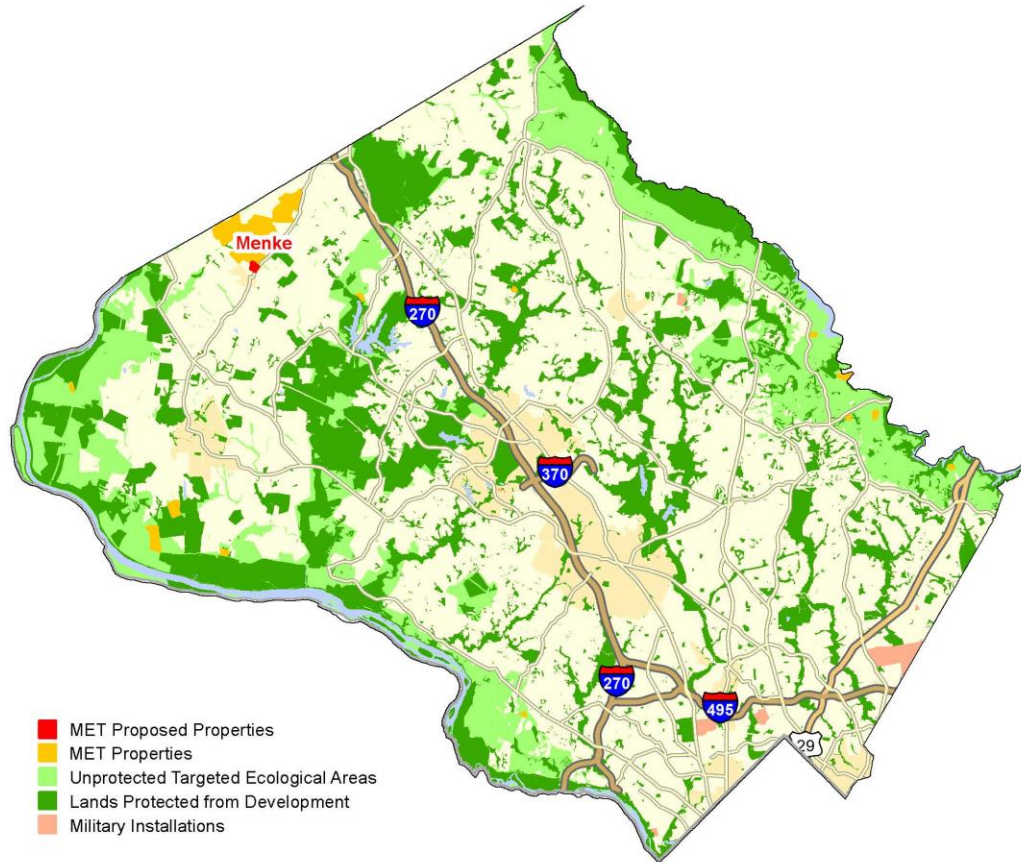 Menke
270
370
270
495
29
MET Proposed Properties
MET Properties
Unprotected Targeted Ecological Areas
Lands Protected from Development
Military Installations